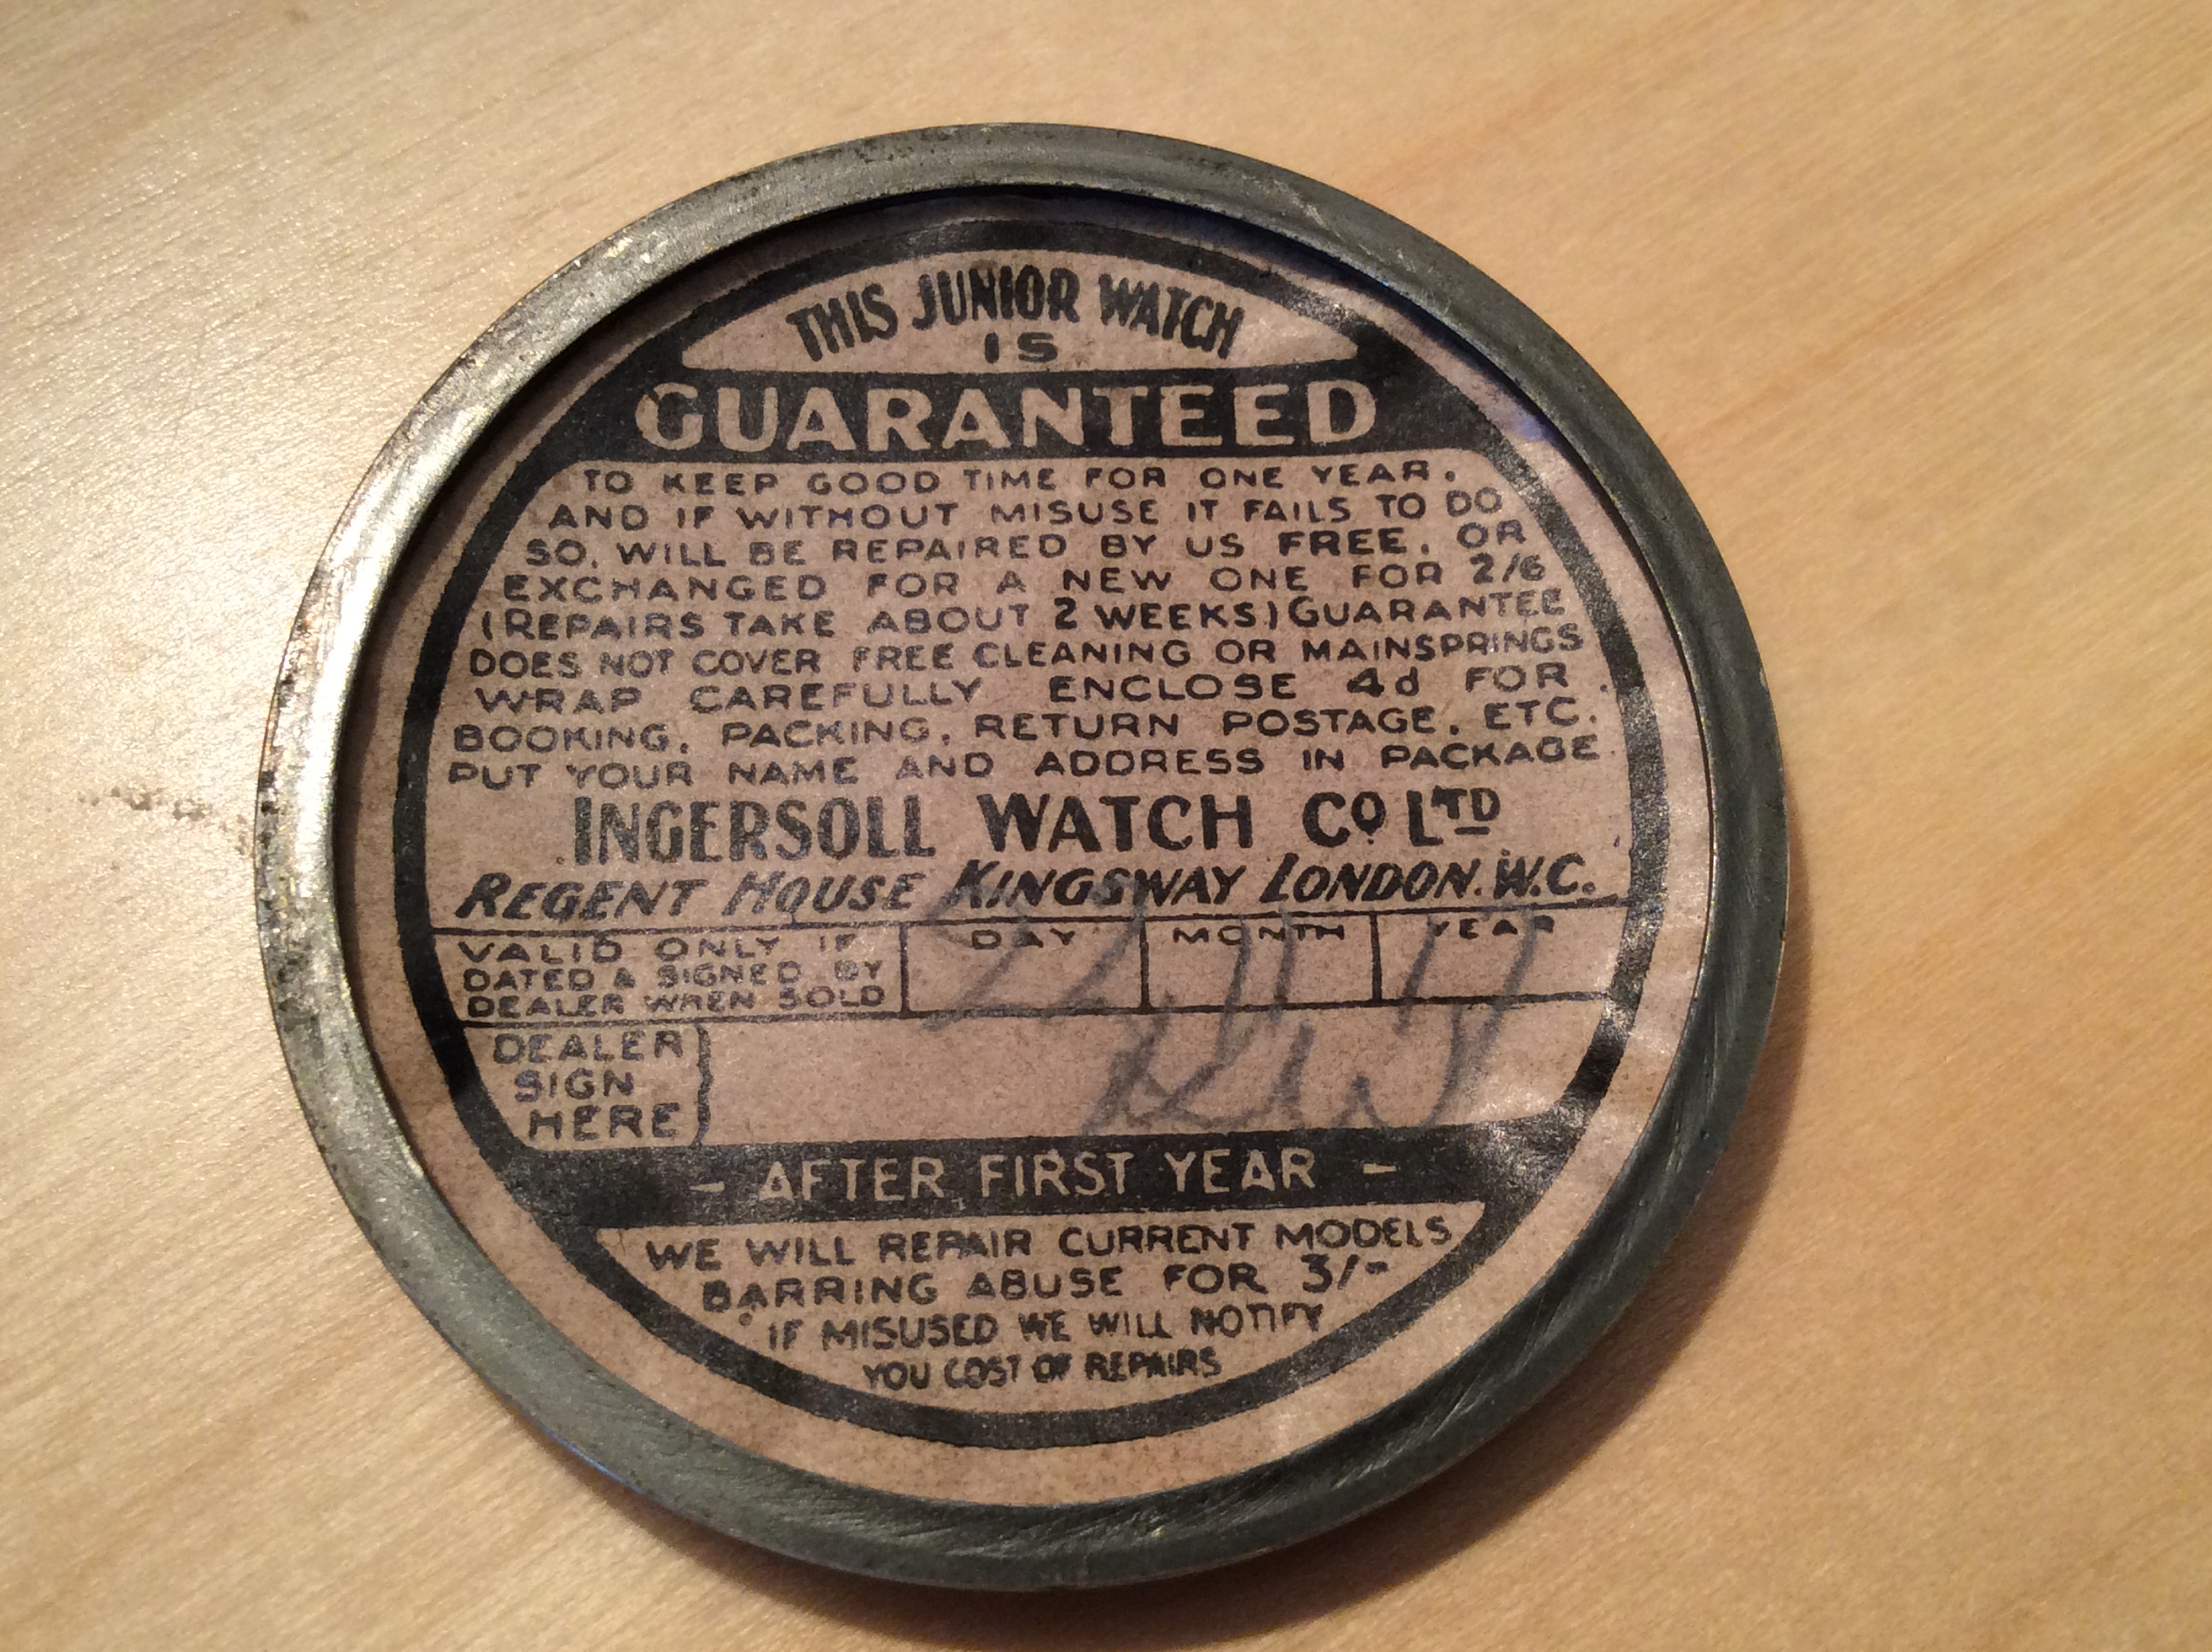 THIS JUNIOR WATCH
IS
GUARANTEED
TO KEEP GOOD TIME FOR ONE YEAR.
AND IF WITHOUT MISUSE IT FAILS TO DO
SO, WILL BE REPAIRED BY US FREE, OR
EXCHANGED FOR A NEW ONE FOR 2/6
(REPAIRS TAKE ABOUT 2 WEEKS) GUARANTEE
DOES NOT COVER FREE CLEANING OR MAINSPRINGS
WRAP CAREFULLY ENCLOSE 4d FOR
BOOKING, PACKING, RETURN POSTAGE, ETC.
PUT YOUR NAME AND ADDRESS IN PACKAGE
INGERSOLL WATCH CO LTD
REGENT HOUSE KINGSWAY LONDON. W.C.
VALID ONLY IF
DATED & SIGNED BY
DEALER WHEN SOLD
DAY MONTH YEAR
DEALER
SIGN
HERE
- AFTER FIRST YEAR -
WE WILL REPAIR CURRENT MODELS
BARRING ABUSE FOR 3/-
IF MISUSED WE WILL NOTIFY
YOU COST OF REPAIRS